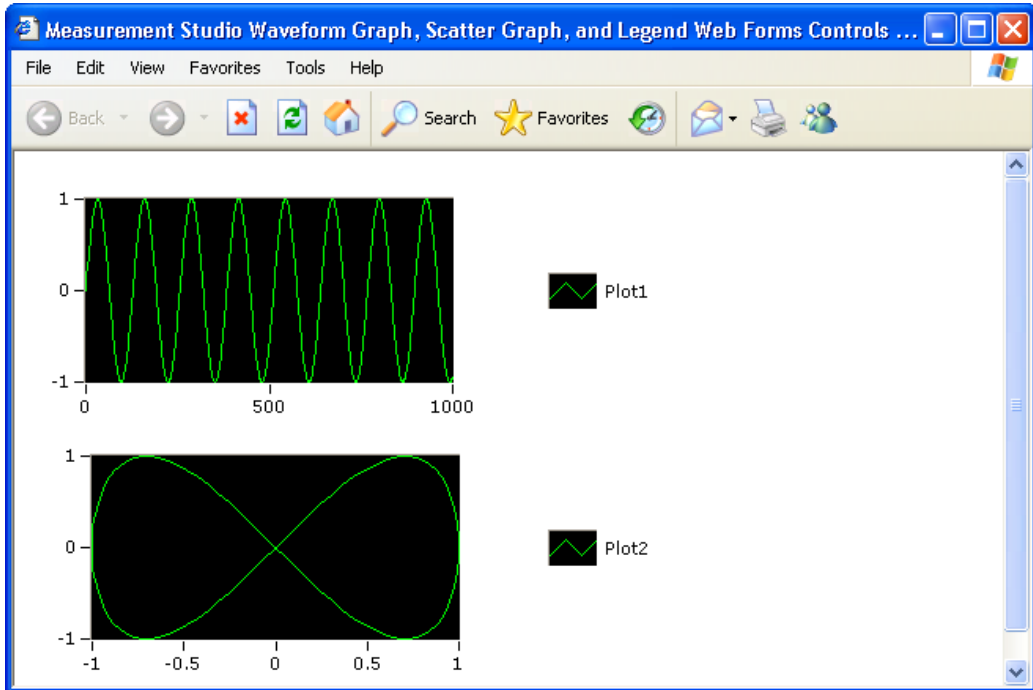 Measurement Studio Waveform Graph, Scatter Graph, and Legend Web Forms Controls ...
File Edit View Favorites Tools Help
Back Search Favorites
1
0
-1
0 500 1000
Plot1
1
0
-1
-1 -0.5 0 0.5 1
Plot2